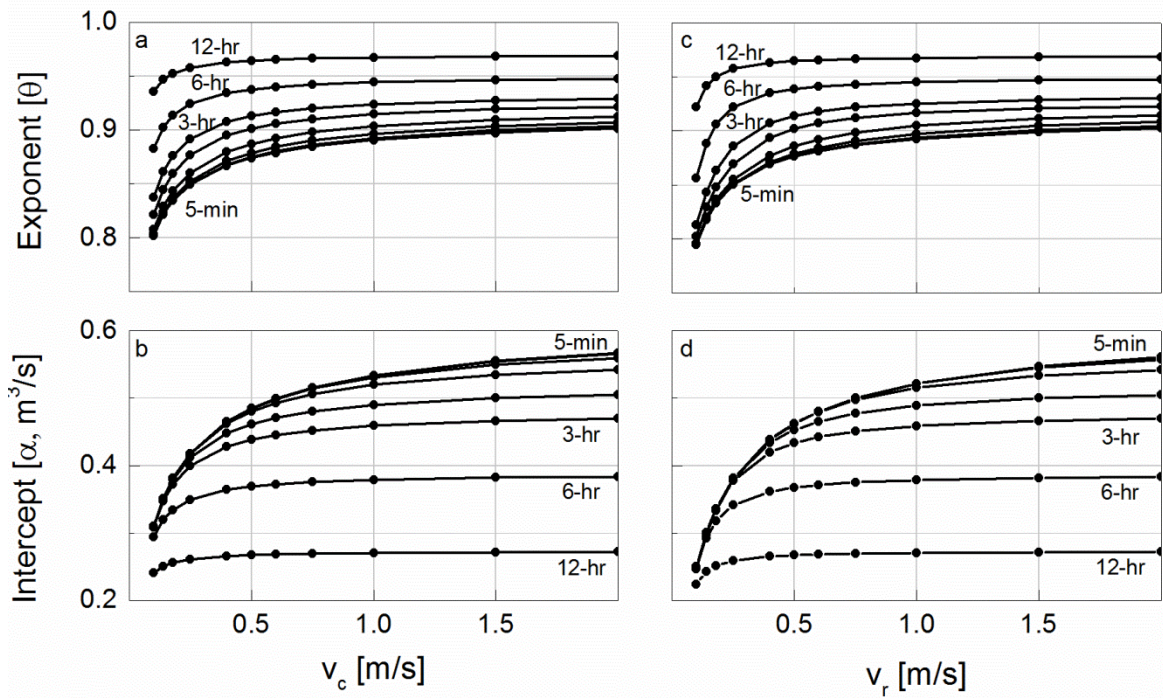 1.0
a
12-hr
6-hr
3-hr
5-min
0.9
0.8
Exponent [θ]
c
12-hr
6-hr
3-hr
5-min
0.6
b
5-min
3-hr
6-hr
12-hr
0.4
0.2
Intercept [α, m³/s]
d
5-min
3-hr
6-hr
12-hr
0.5 1.0 1.5
v_c [m/s]
0.5 1.0 1.5
v_r [m/s]